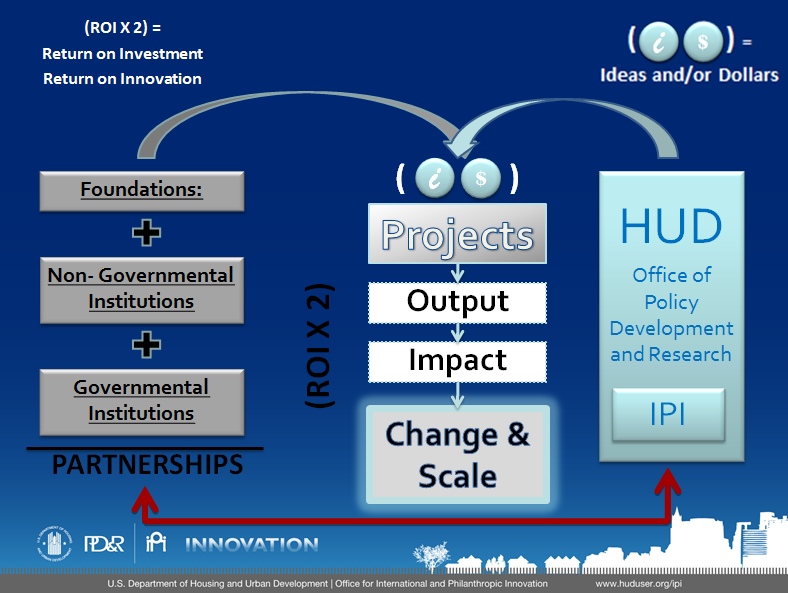 (ROI X 2) =
Return on Investment
Return on Innovation
( i $ ) =
Ideas and/or Dollars
Foundations:
Non- Governmental
Institutions
Governmental
Institutions
PARTNERSHIPS
( i $ )
Projects
Output
Impact
Change &
Scale
(ROI X 2)
HUD
Office of
Policy
Development
and Research
IPI
PD&R
iPi
INNOVATION
U.S. Department of Housing and Urban Development | Office for International and Philanthropic Innovation
www.huduser.org/ipi